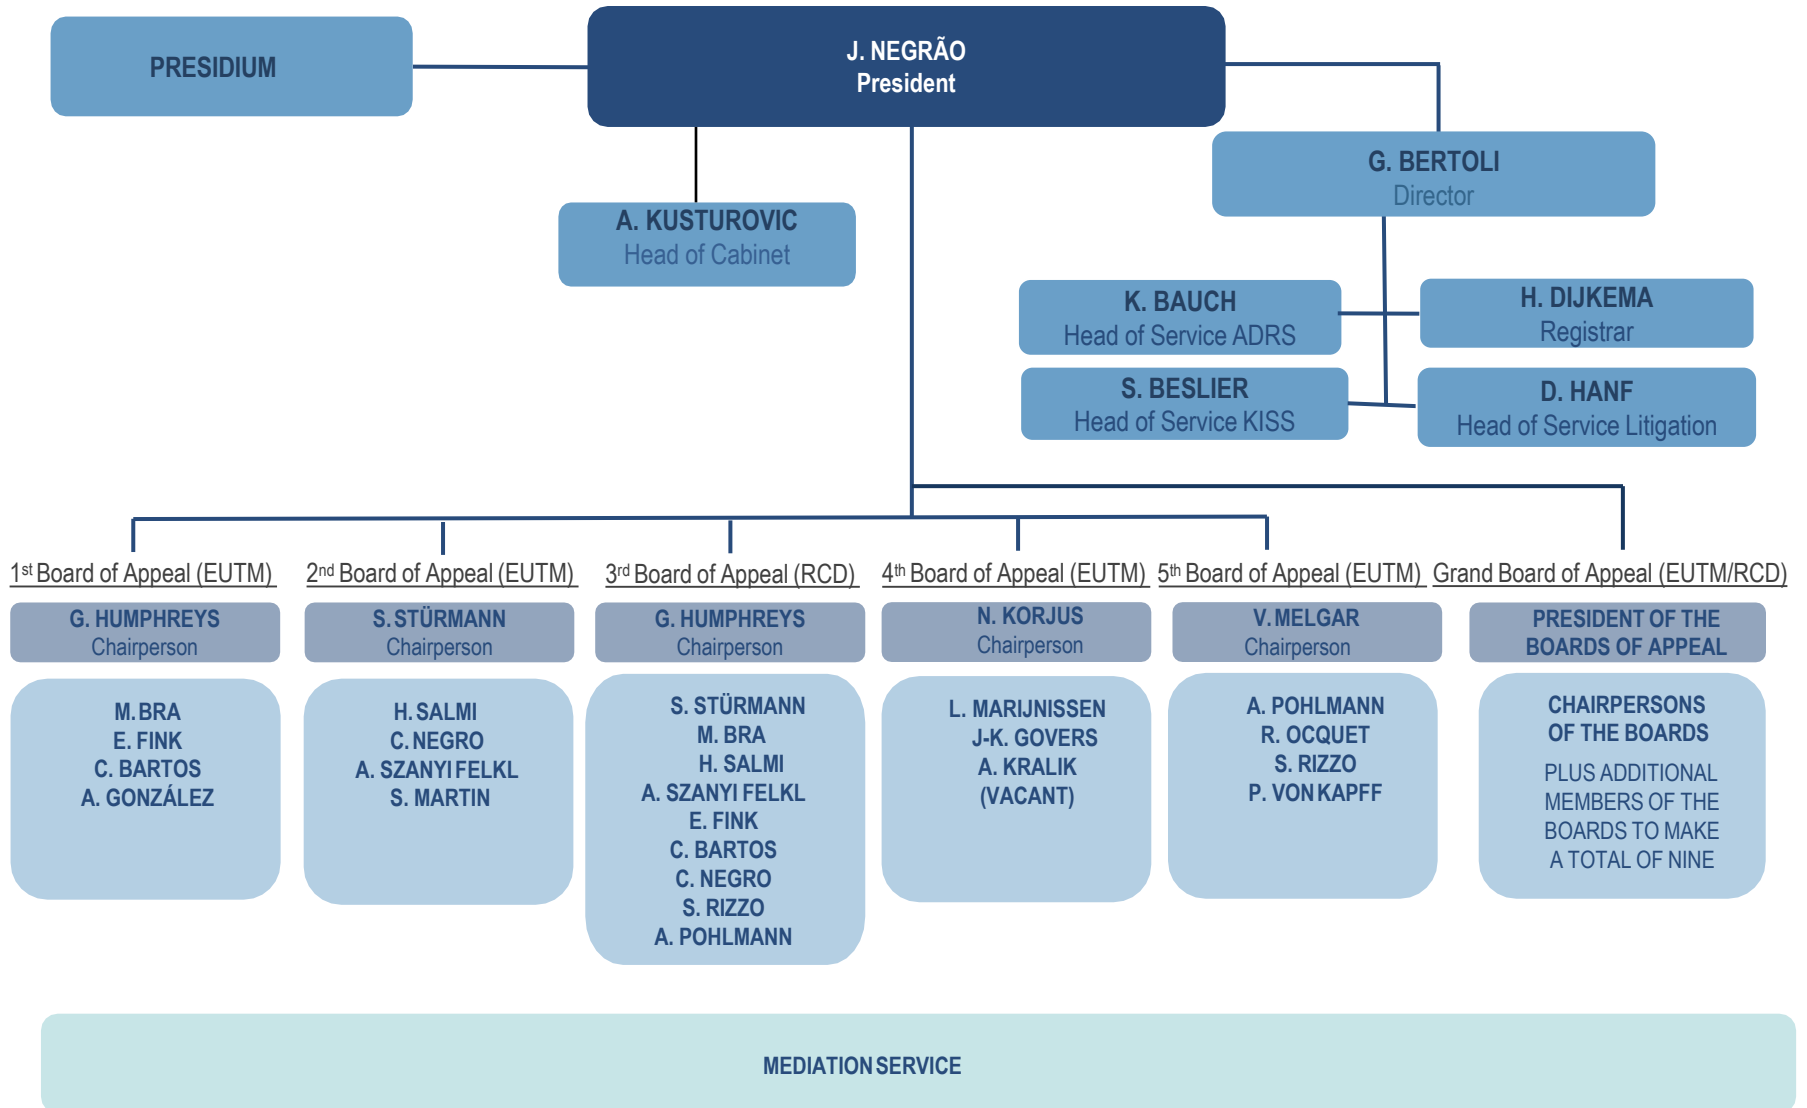 PRESIDIUM
J. NEGRÃO
President
G. BERTOLI
Director
A. KUSTUROVIC
Head of Cabinet
K. BAUCH
Head of Service ADRS
H. DIJKEMA
Registrar
S. BESLIER
Head of Service KISS
D. HANF
Head of Service Litigation
1st Board of Appeal (EUTM)
G. HUMPHREYS
Chairperson
M. BRA
E. FINK
C. BARTOS
A. GONZÁLEZ
2nd Board of Appeal (EUTM)
S. STÜRMANN
Chairperson
H. SALMI
C. NEGRO
A. SZANYI FELKL
S. MARTIN
3rd Board of Appeal (RCD)
G. HUMPHREYS
Chairperson
S. STÜRMANN
M. BRA
H. SALMI
A. SZANYI FELKL
E. FINK
C. BARTOS
C. NEGRO
S. RIZZO
A. POHLMANN
4th Board of Appeal (EUTM)
N. KORJUS
Chairperson
L. MARIJNISSEN
J-K. GOVERS
A. KRALIK
(VACANT)
5th Board of Appeal (EUTM)
V. MELGAR
Chairperson
A. POHLMANN
R. OCQUET
S. RIZZO
P. VON KAPFF
Grand Board of Appeal (EUTM/RCD)
PRESIDENT OF THE
BOARDS OF APPEAL
CHAIRPERSONS
OF THE BOARDS
PLUS ADDITIONAL
MEMBERS OF THE
BOARDS TO MAKE
A TOTAL OF NINE
MEDIATION SERVICE